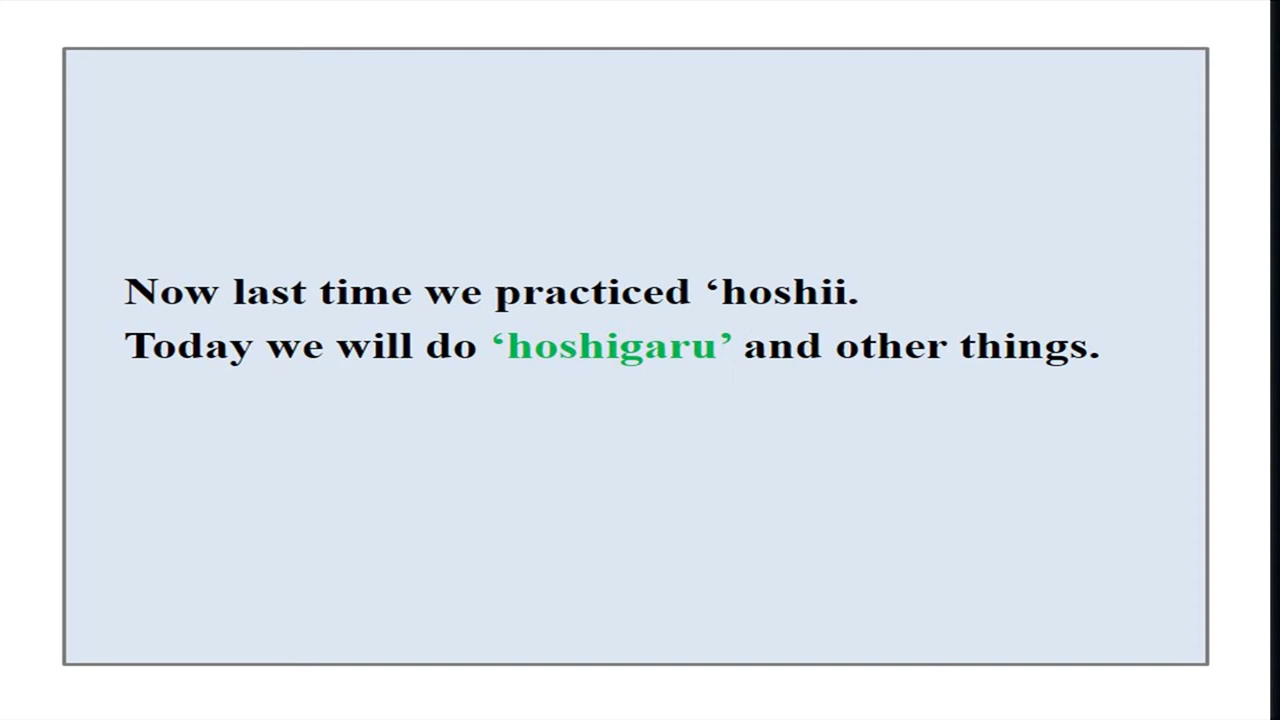 Now last time we practiced ‘hoshii.
Today we will do ‘hoshigaru’ and other things.